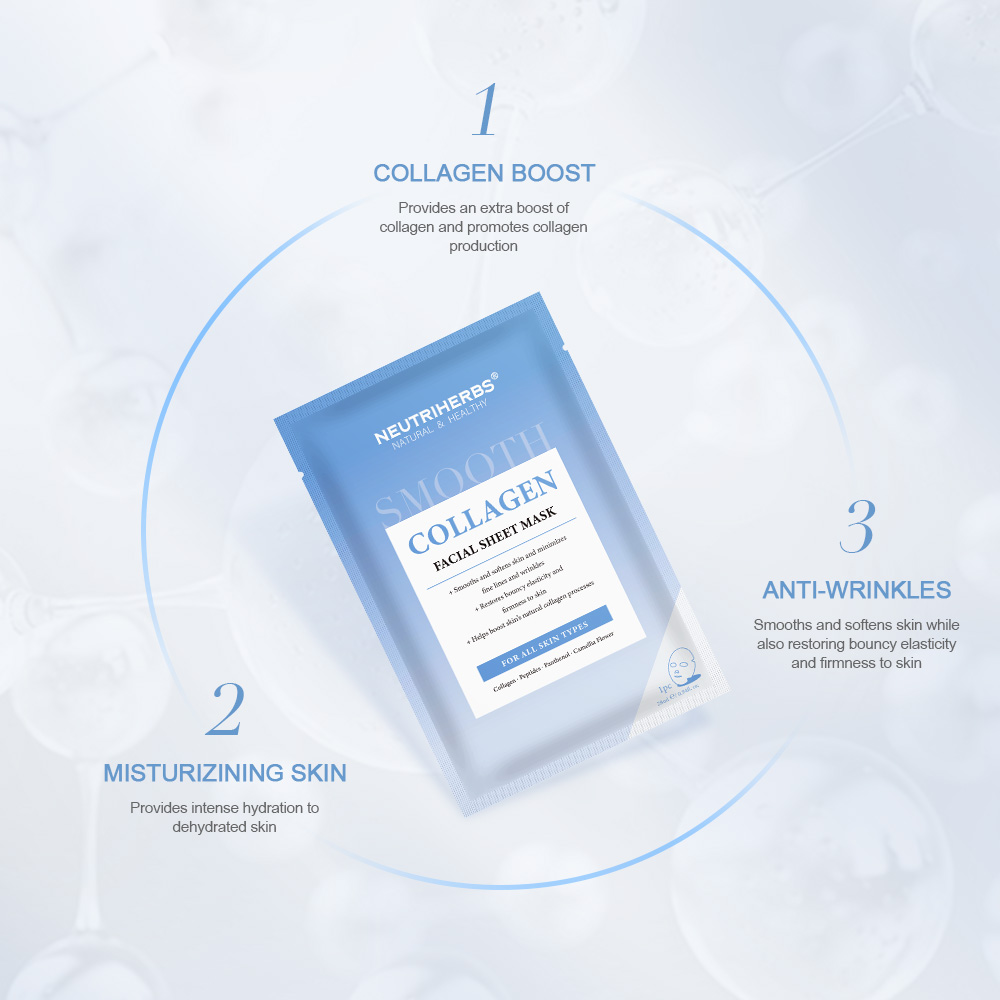 1
COLLAGEN BOOST
Provides an extra boost of
collagen and promotes collagen
production
NEUTRIHERBS®
NATURAL & HEALTHY
SMOOTH
COLLAGEN
FACIAL SHEET MASK
+ Smooths and softens skin and minimizes
fine lines and wrinkles
+ Restores bouncy elasticity and
firmness to skin
+ Helps boost skin's natural collagen processes
FOR ALL SKIN TYPES
Collagen · Peptides · Panthenol · Camellia Flower
1pc
3
ANTI-WRINKLES
Smooths and softens skin while
also restoring bouncy elasticity
and firmness to skin
2
MISTURIZINING SKIN
Provides intense hydration to
dehydrated skin